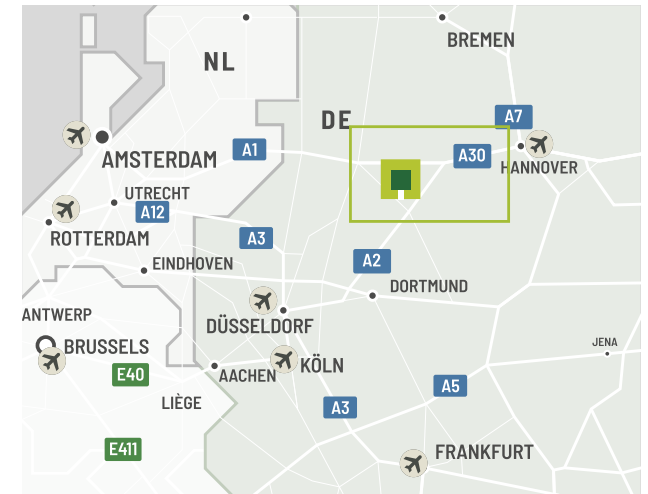 BREMEN
NL
DE
A7
A1
A30
AMSTERDAM
HANNOVER
UTRECHT
A12
ROTTERDAM
A3
A2
EINDHOVEN
DORTMUND
ANTWERP
DÜSSELDORF
BRUSSELS
JENA
KÖLN
E40
AACHEN
A5
LIÈGE
A3
E411
FRANKFURT